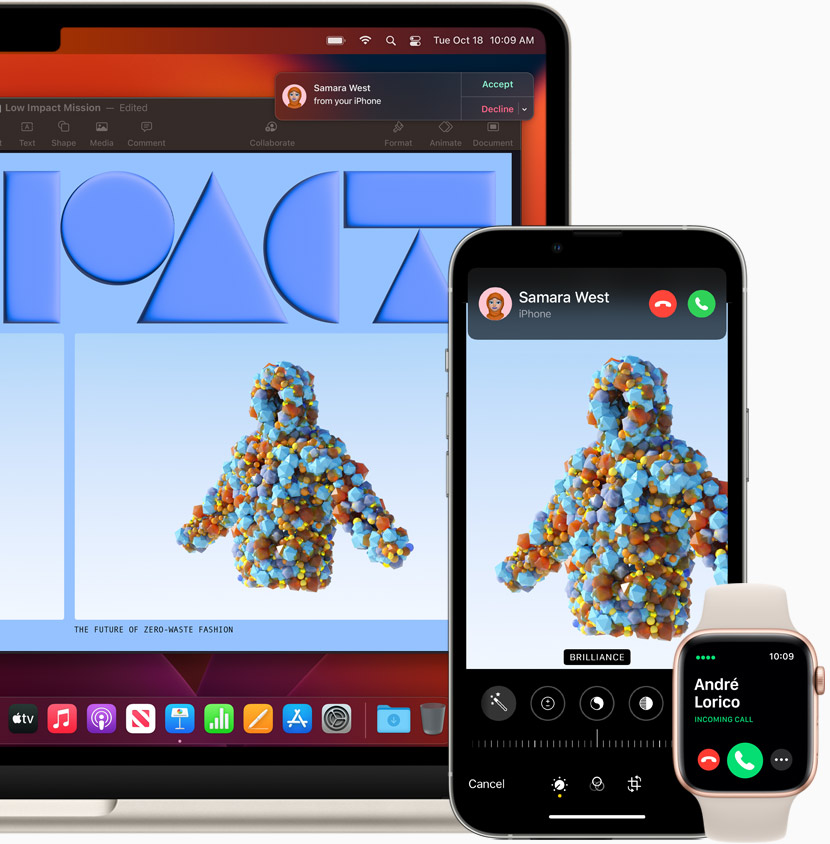 Tue Oct 18 10:09 AM
Samara West
from your iPhone
Accept
Decline
Low Impact Mission — Edited
Text Shape Media Comment Collaborate Format Animate Document
THE FUTURE OF ZERO-WASTE FASHION
tv
Samara West
iPhone
BRILLIANCE
Cancel
10:09
André
Lorico
INCOMING CALL